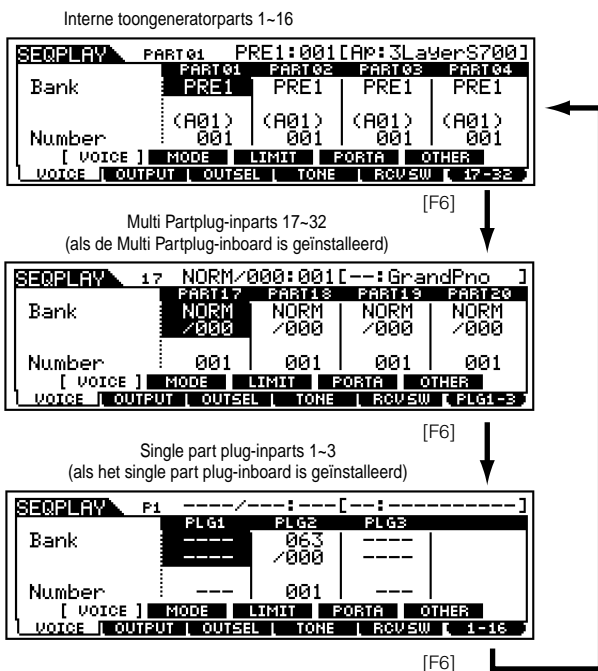 Interne toongeneratorparts 1~16
SEQPLAY PART01 PRE1:001[Ap:3LayerS700]
PART01 PART02 PART03 PART04
Bank PRE1 PRE1 PRE1 PRE1
(A01) (A01) (A01) (A01)
Number 001 001 001 001
[ VOICE ] MODE LIMIT PORTA OTHER
VOICE OUTPUT OUTSEL TONE RCVSW 17-32
[F6]
Multi Partplug-inparts 17~32
(als de Multi Partplug-inboard is geïnstalleerd)
SEQPLAY 17 NORM/000:001[--:GrandPno ]
PART17 PART18 PART19 PART20
Bank NORM NORM NORM NORM
/000 /000 /000 /000
Number 001 001 001 001
[ VOICE ] MODE LIMIT PORTA OTHER
VOICE OUTPUT OUTSEL TONE RCVSW PLG1-3
[F6]
Single part plug-inparts 1~3
(als het single part plug-inboard is geïnstalleerd)
SEQPLAY P1 ----/---:---[--:----------]
PLG1 PLG2 PLG3
Bank ---- 063 ----
---- /000 ----
Number --- 001 ---
[ VOICE ] MODE LIMIT PORTA OTHER
VOICE OUTPUT OUTSEL TONE RCVSW 1-16
[F6]